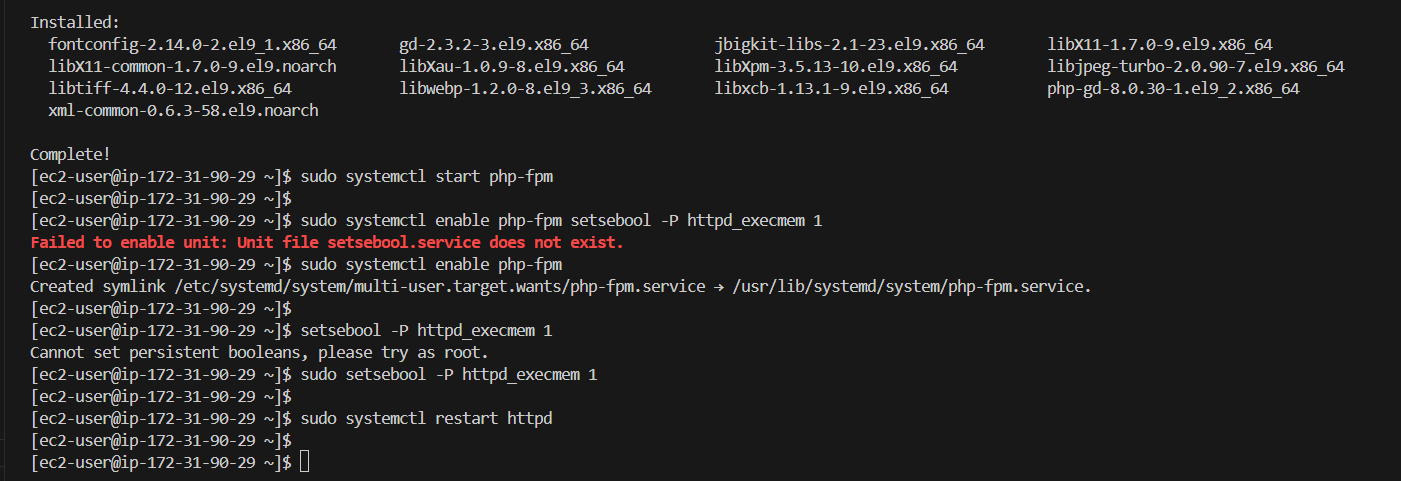 Installed:
fontconfig-2.14.0-2.el9_1.x86_64 gd-2.3.2-3.el9.x86_64 jbigkit-libs-2.1-23.el9.x86_64 libX11-1.7.0-9.el9.x86_64
libX11-common-1.7.0-9.el9.noarch libXau-1.0.9-8.el9.x86_64 libXpm-3.5.13-10.el9.x86_64 libjpeg-turbo-2.0.90-7.el9.x86_64
libtiff-4.4.0-12.el9.x86_64 libwebp-1.2.0-8.el9_3.x86_64 libxcb-1.13.1-9.el9.x86_64 php-gd-8.0.30-1.el9_2.x86_64
xml-common-0.6.3-58.el9.noarch
Complete!
[ec2-user@ip-172-31-90-29 ~]$ sudo systemctl start php-fpm
[ec2-user@ip-172-31-90-29 ~]$
[ec2-user@ip-172-31-90-29 ~]$ sudo systemctl enable php-fpm setsebool -P httpd_execmem 1
Failed to enable unit: Unit file setsebool.service does not exist.
[ec2-user@ip-172-31-90-29 ~]$ sudo systemctl enable php-fpm
Created symlink /etc/systemd/system/multi-user.target.wants/php-fpm.service → /usr/lib/systemd/system/php-fpm.service.
[ec2-user@ip-172-31-90-29 ~]$
[ec2-user@ip-172-31-90-29 ~]$ setsebool -P httpd_execmem 1
Cannot set persistent booleans, please try as root.
[ec2-user@ip-172-31-90-29 ~]$ sudo setsebool -P httpd_execmem 1
[ec2-user@ip-172-31-90-29 ~]$
[ec2-user@ip-172-31-90-29 ~]$ sudo systemctl restart httpd
[ec2-user@ip-172-31-90-29 ~]$
[ec2-user@ip-172-31-90-29 ~]$